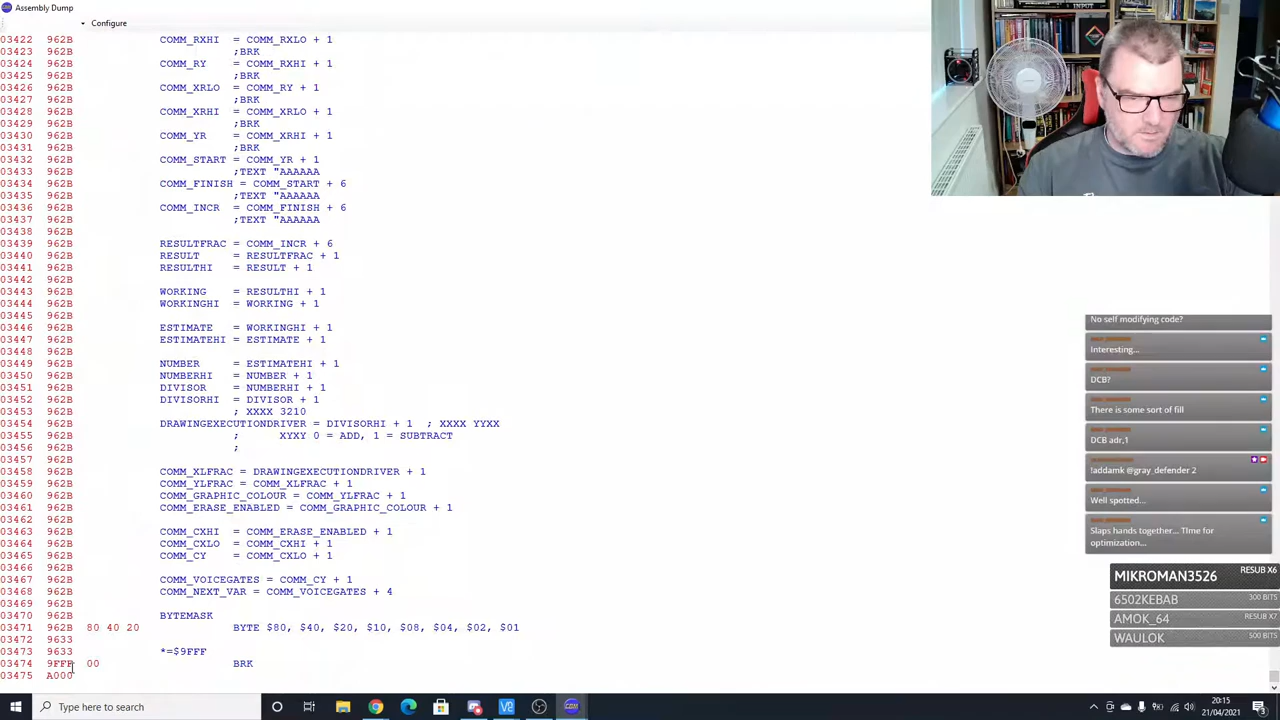 Assembly Dump
Configure
03422 962B COMM_RXHI = COMM_RXLO + 1
03423 962B ;BRK
03424 962B COMM_RY = COMM_RXHI + 1
03425 962B ;BRK
03426 962B COMM_XRLO = COMM_RY + 1
03427 962B ;BRK
03428 962B COMM_XRHI = COMM_XRLO + 1
03429 962B ;BRK
03430 962B COMM_YR = COMM_XRHI + 1
03431 962B ;BRK
03432 962B COMM_START = COMM_YR + 1
03433 962B ;TEXT "AAAAAA
03434 962B COMM_FINISH = COMM_START + 6
03435 962B ;TEXT "AAAAAA
03436 962B COMM_INCR = COMM_FINISH + 6
03437 962B ;TEXT "AAAAAA
03438 962B
03439 962B RESULTFRAC = COMM_INCR + 6
03440 962B RESULT = RESULTFRAC + 1
03441 962B RESULTHI = RESULT + 1
03442 962B
03443 962B WORKING = RESULTHI + 1
03444 962B WORKINGHI = WORKING + 1
03445 962B
03446 962B ESTIMATE = WORKINGHI + 1
03447 962B ESTIMATEHI = ESTIMATE + 1
03448 962B
03449 962B NUMBER = ESTIMATEHI + 1
03450 962B NUMBERHI = NUMBER + 1
03451 962B DIVISOR = NUMBERHI + 1
03452 962B DIVISORHI = DIVISOR + 1
03453 962B ; XXXX 3210
03454 962B DRAWINGEXECUTIONDRIVER = DIVISORHI + 1 ; XXXX YYXX
03455 962B ; XYXY 0 = ADD, 1 = SUBTRACT
03456 962B ;
03457 962B
03458 962B COMM_XLFRAC = DRAWINGEXECUTIONDRIVER + 1
03459 962B COMM_YLFRAC = COMM_XLFRAC + 1
03460 962B COMM_GRAPHIC_COLOUR = COMM_YLFRAC + 1
03461 962B COMM_ERASE_ENABLED = COMM_GRAPHIC_COLOUR + 1
03462 962B
03463 962B COMM_CXHI = COMM_ERASE_ENABLED + 1
03464 962B COMM_CXLO = COMM_CXHI + 1
03465 962B COMM_CY = COMM_CXLO + 1
03466 962B
03467 962B COMM_VOICEGATES = COMM_CY + 1
03468 962B COMM_NEXT_VAR = COMM_VOICEGATES + 4
03469 962B
03470 962B BYTEMASK
03471 962B 80 40 20 BYTE $80, $40, $20, $10, $08, $04, $02, $01
03472 9633
03473 9633 *=$9FFF
03474 9FFF 00 BRK
03475 A000
No self modifying code?
Interesting...
DCB?
There is some sort of fill
DCB adr,1
!addamk @gray_defender 2
Well spotted...
Slaps hands together... TIme for
optimization...
MIKROMAN3526 RESUB X6
6502KEBAB 300 BITS
AMOK_64 RESUB X7
WAULOK 500 BITS
Type here to search
20:15
21/04/2021